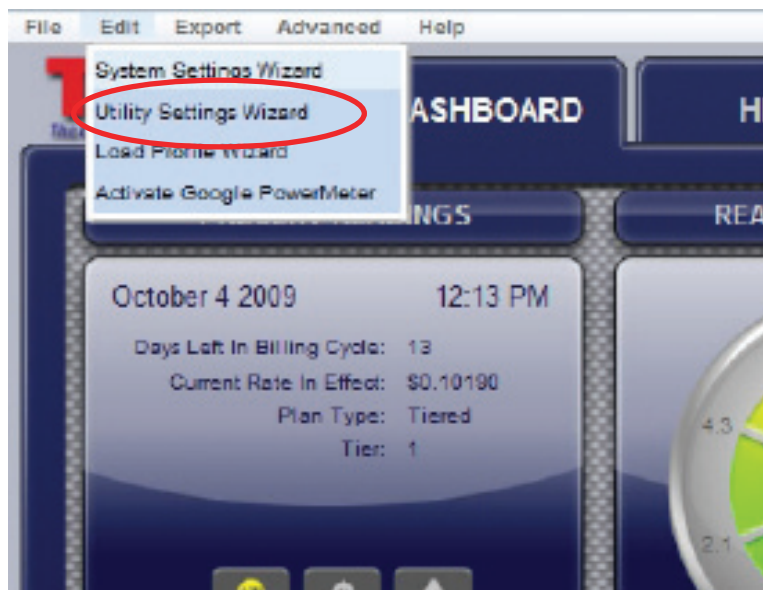 File Edit Export Advanced Help
System Settings Wizard
Utility Settings Wizard
Load Profile Wizard
Activate Google PowerMeter
ASHBOARD
H
NGS
REA
October 4 2009 12:13 PM
Days Left In Billing Cycle: 13
Current Rate In Effect: $0.10190
Plan Type: Tiered
Tier: 1
4.3
2.1